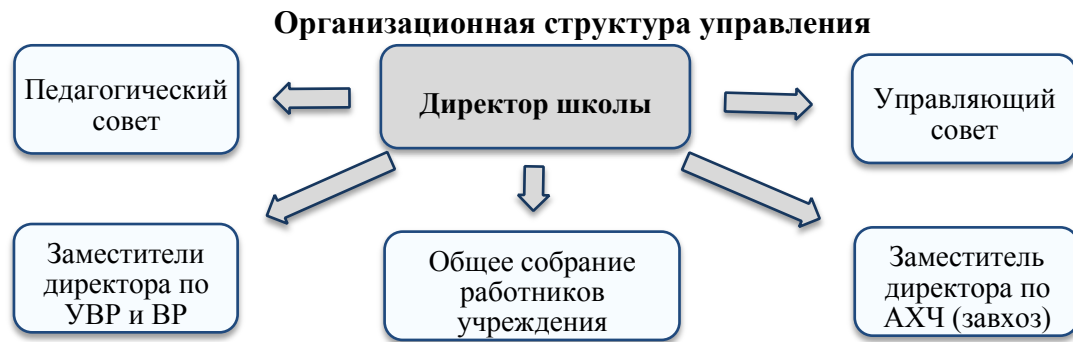 Организационная структура управления
Педагогический
совет
Директор школы
Управляющий
совет
Заместители
директора по
УВР и ВР
Общее собрание
работников
учреждения
Заместитель
директора по
АХЧ (завхоз)